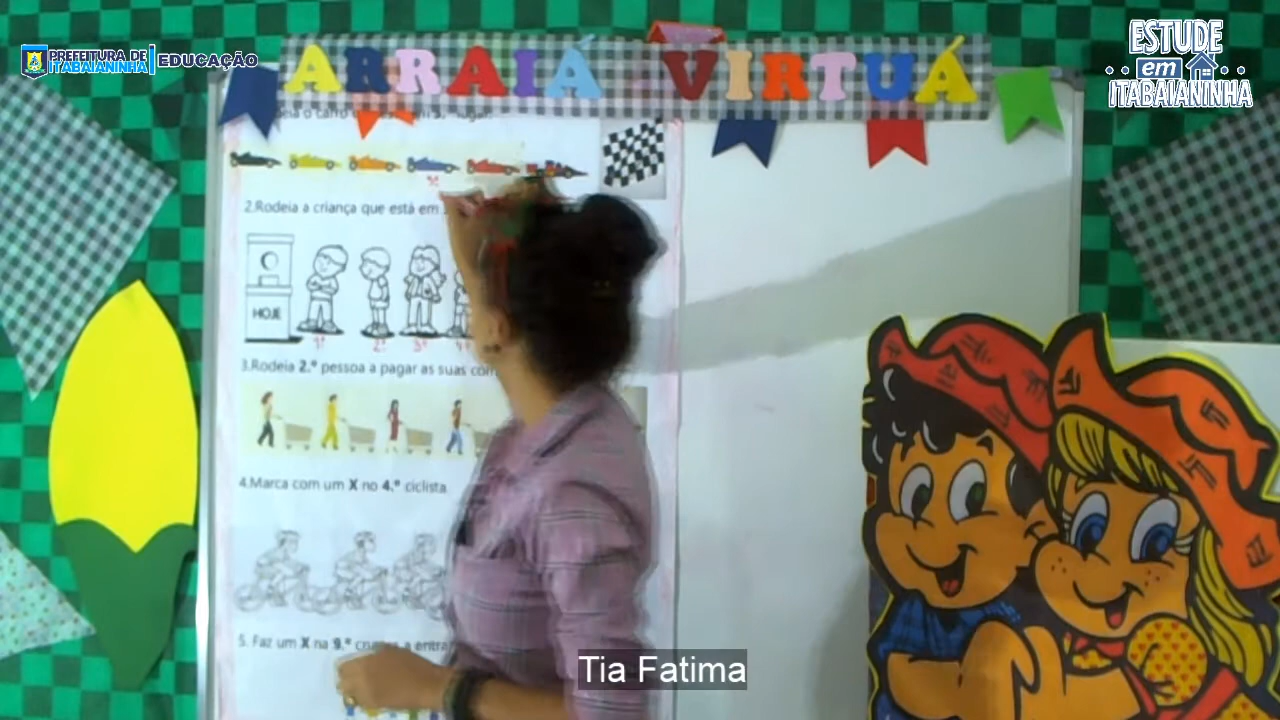 PREFEITURA DE
ITABAIANINHA
EDUCAÇÃO
ARRAIÁ VIRTUÁ
ESTUDE
em
ITABAIANINHA
o carro
2.Rodeia a criança que está em
HOJE
1º 2º 3º
3.Rodeia 2.º pessoa a pagar as suas
4.Marca com um X no 4.º ciclista
5. Faz um X na 9.º a
Tia Fatima